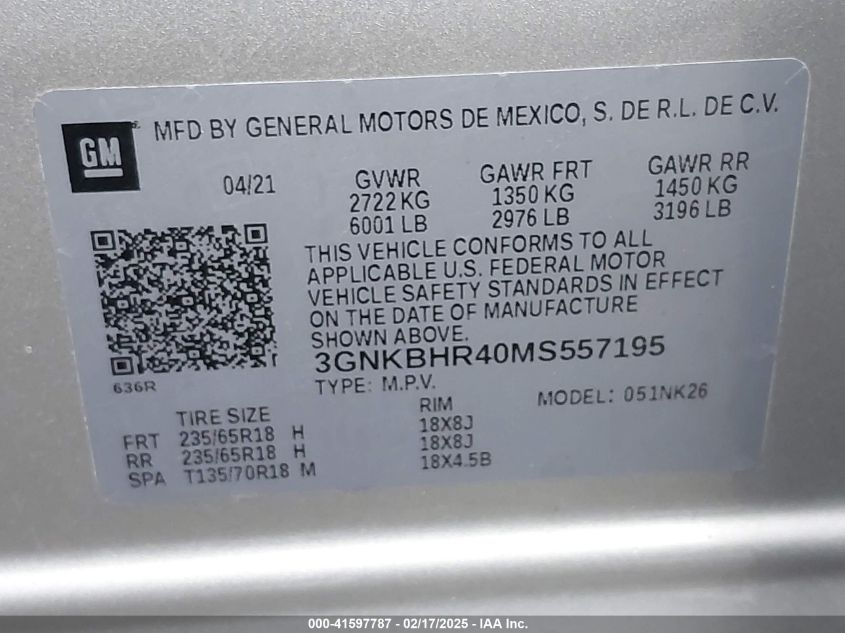 GM
MFD BY GENERAL MOTORS DE MEXICO, S. DE R.L. DE C.V.
04/21
GVWR GAWR FRT GAWR RR
2722 KG 1350 KG 1450 KG
6001 LB 2976 LB 3196 LB
THIS VEHICLE CONFORMS TO ALL
APPLICABLE U.S. FEDERAL MOTOR
VEHICLE SAFETY STANDARDS IN EFFECT
ON THE DATE OF MANUFACTURE
SHOWN ABOVE.
3GNKBHR40MS557195
636R
TYPE: M.P.V. MODEL: 051NK26
TIRE SIZE RIM
FRT 235/65R18 H 18X8J
RR 235/65R18 H 18X8J
SPA T135/70R18 M 18X4.5B
000-41597787 - 02/17/2025 - IAA Inc.